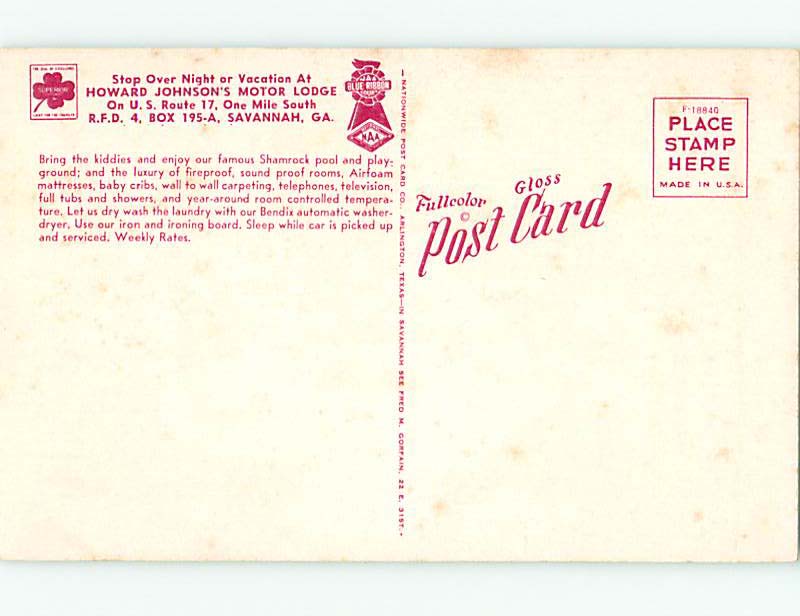 SUPERIOR
Stop Over Night or Vacation At
HOWARD JOHNSON'S MOTOR LODGE
On U. S. Route 17, One Mile South
R.F.D. 4, BOX 195-A, SAVANNAH, GA.
BLUE RIBBON
Bring the kiddies and enjoy our famous Shamrock pool and play-
ground; and the luxury of fireproof, sound proof rooms, Airfoam
mattresses, baby cribs, wall to wall carpeting, telephones, television,
full tubs and showers, and year-around room controlled tempera-
ture. Let us dry wash the laundry with our Bendix automatic washer-
dryer. Use our iron and ironing board. Sleep while car is picked up
and serviced. Weekly Rates.
— NATIONWIDE POST CARD CO., ARLINGTON, TEXAS—IN SAVANNAH SEE FRED M. GORFAIN, 22 E. 31ST.
Fullcolor Gloss
Post Card
©
F-18840
PLACE
STAMP
HERE
MADE IN U.S.A.